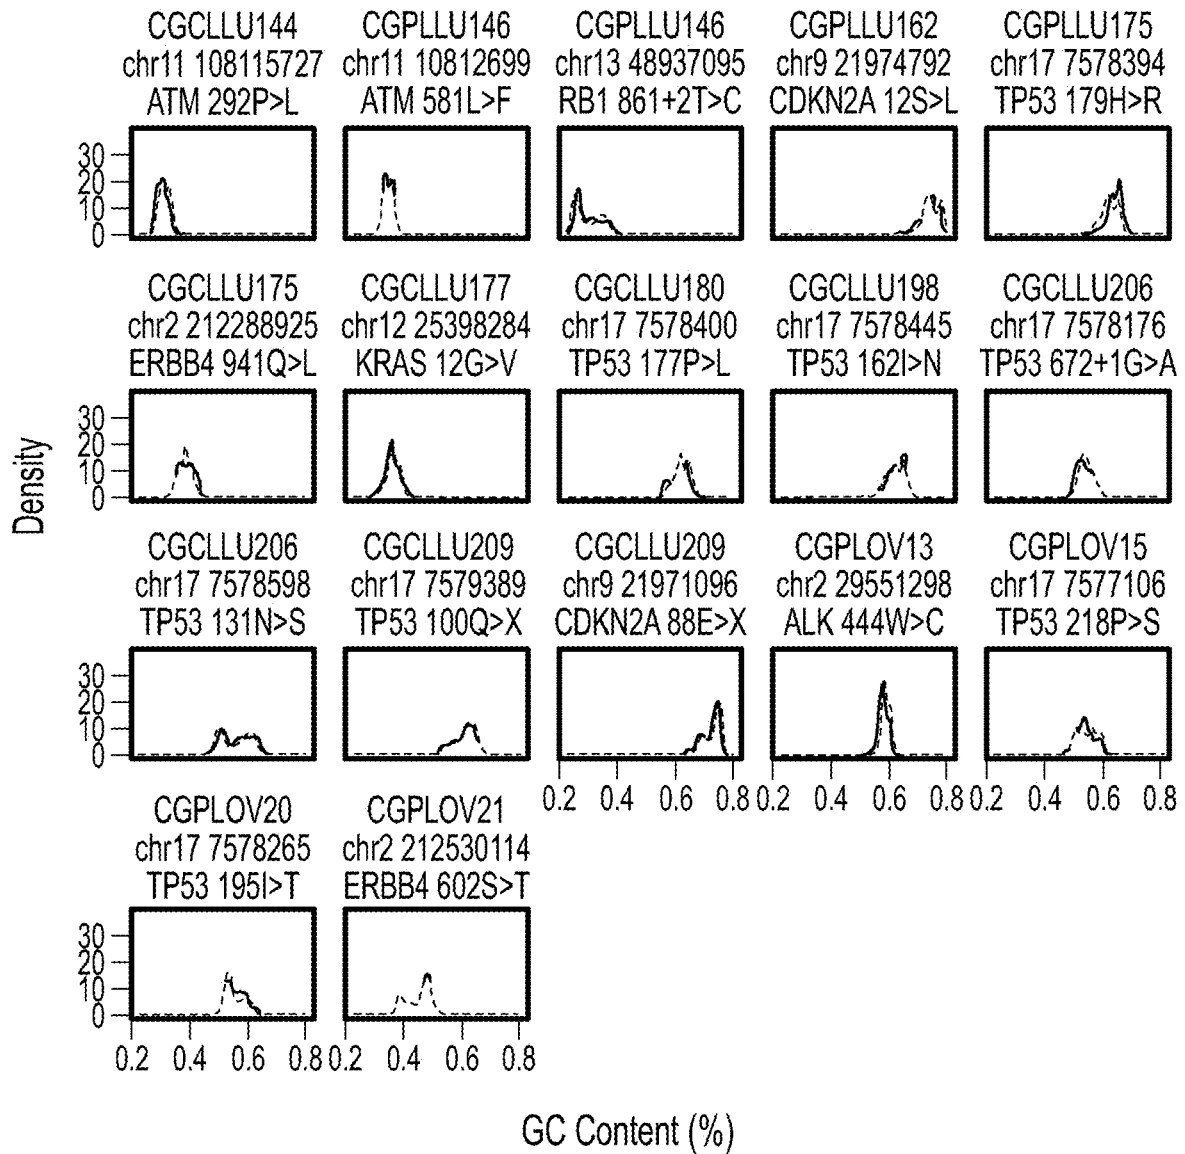 CGCLLU144 CGPLLU146 CGPLLU146 CGPLLU162 CGPLLU175
chr11 108115727 chr11 10812699 chr13 48937095 chr9 21974792 chr17 7578394
ATM 292P>L ATM 581L>F RB1 861+2T>C CDKN2A 12S>L TP53 179H>R
30
20
10
0
CGCLLU175 CGCLLU177 CGCLLU180 CGCLLU198 CGCLLU206
chr2 212288925 chr12 25398284 chr17 7578400 chr17 7578445 chr17 7578176
ERBB4 941Q>L KRAS 12G>V TP53 177P>L TP53 162I>N TP53 672+1G>A
30
20
10
0
Density
CGCLLU206 CGCLLU209 CGCLLU209 CGPLOV13 CGPLOV15
chr17 7578598 chr17 7579389 chr9 21971096 chr2 29551298 chr17 7577106
TP53 131N>S TP53 100Q>X CDKN2A 88E>X ALK 444W>C TP53 218P>S
30
20
10
0
0.2 0.4 0.6 0.8 0.2 0.4 0.6 0.8 0.2 0.4 0.6 0.8
CGPLOV20 CGPLOV21
chr17 7578265 chr2 212530114
TP53 195I>T ERBB4 602S>T
30
20
10
0
0.2 0.4 0.6 0.8 0.2 0.4 0.6 0.8
GC Content (%)